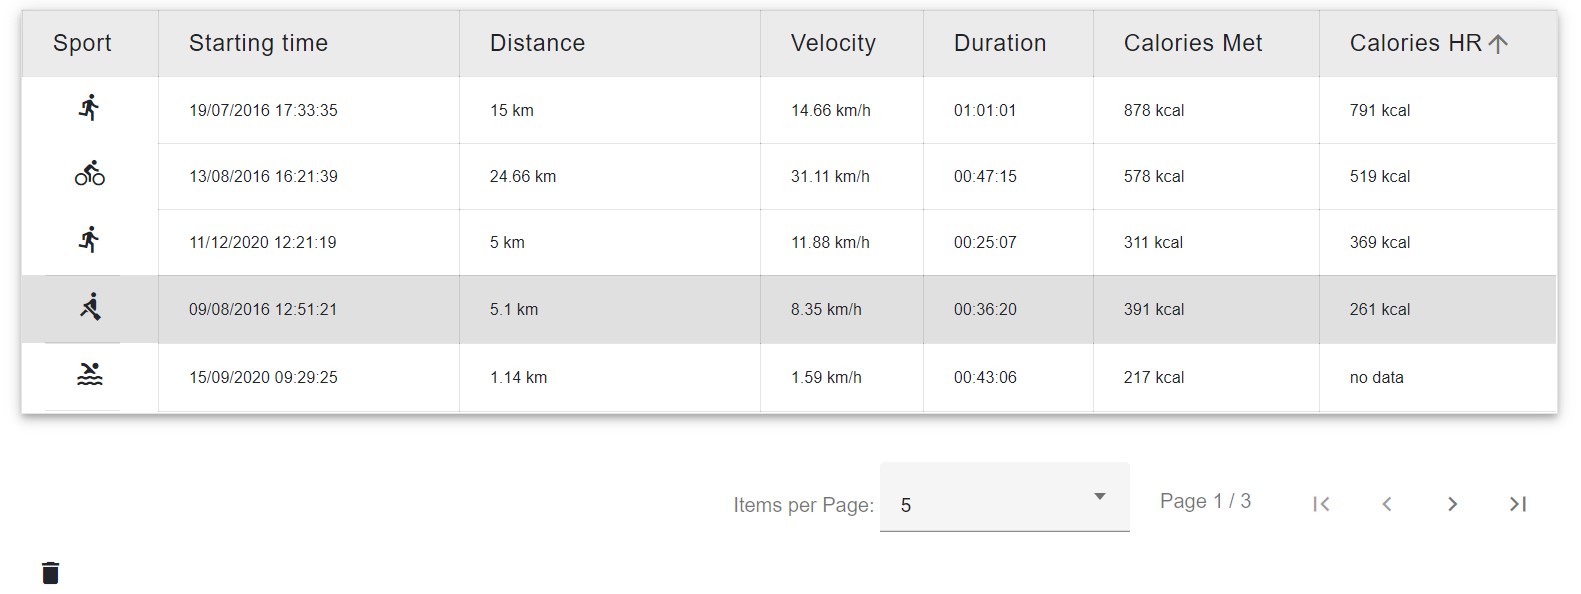 Sport Starting time Distance Velocity Duration Calories Met Calories HR
19/07/2016 17:33:35 15 km 14.66 km/h 01:01:01 878 kcal 791 kcal
13/08/2016 16:21:39 24.66 km 31.11 km/h 00:47:15 578 kcal 519 kcal
11/12/2020 12:21:19 5 km 11.88 km/h 00:25:07 311 kcal 369 kcal
09/08/2016 12:51:21 5.1 km 8.35 km/h 00:36:20 391 kcal 261 kcal
15/09/2020 09:29:25 1.14 km 1.59 km/h 00:43:06 217 kcal no data
Items per Page: 5 Page 1 / 3